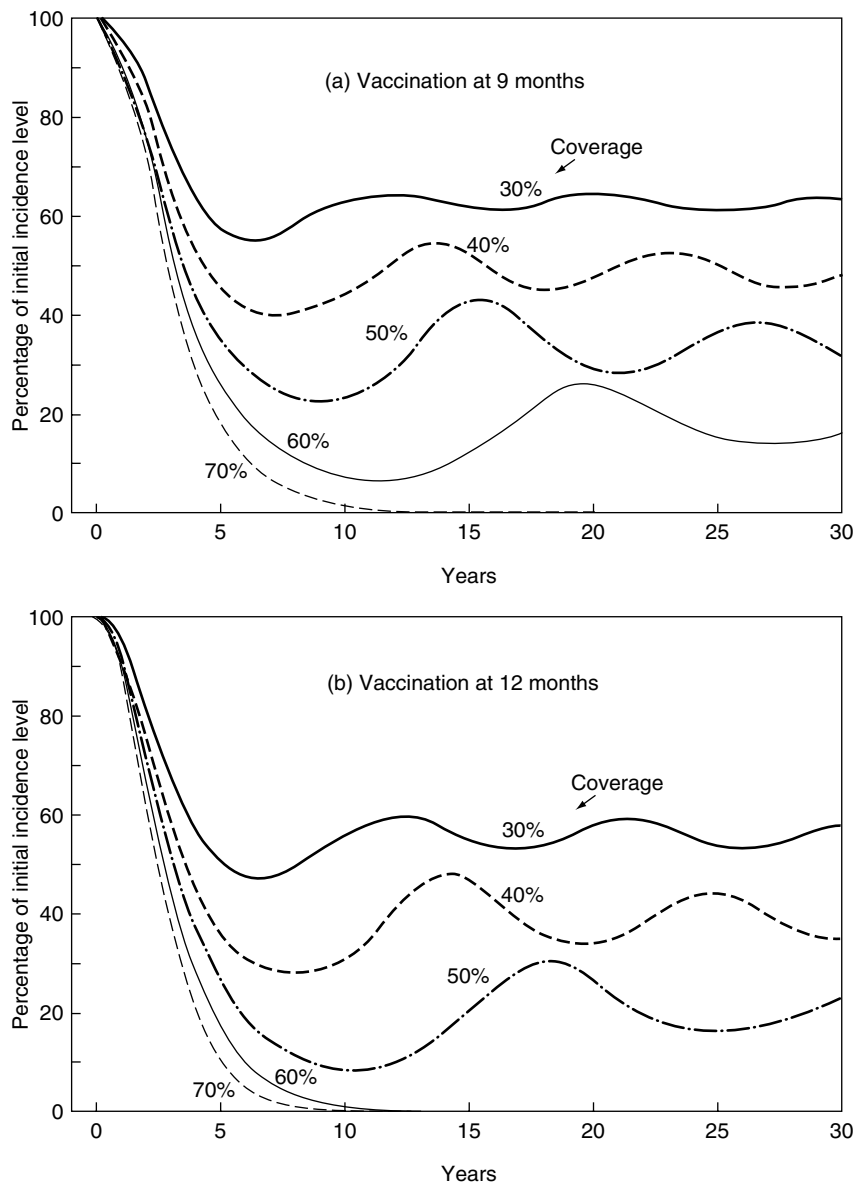 100
80
60
40
20
0
Percentage of initial incidence level
(a) Vaccination at 9 months
Coverage
30%
40%
50%
60%
70%
0 5 10 15 20 25 30
Years
100
80
60
40
20
0
Percentage of initial incidence level
(b) Vaccination at 12 months
Coverage
30%
40%
50%
60%
70%
0 5 10 15 20 25 30
Years